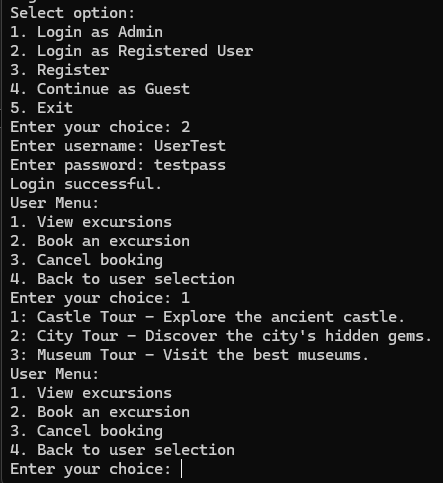 Select option:
1. Login as Admin
2. Login as Registered User
3. Register
4. Continue as Guest
5. Exit
Enter your choice: 2
Enter username: UserTest
Enter password: testpass
Login successful.
User Menu:
1. View excursions
2. Book an excursion
3. Cancel booking
4. Back to user selection
Enter your choice: 1
1: Castle Tour - Explore the ancient castle.
2: City Tour - Discover the city's hidden gems.
3: Museum Tour - Visit the best museums.
User Menu:
1. View excursions
2. Book an excursion
3. Cancel booking
4. Back to user selection
Enter your choice: